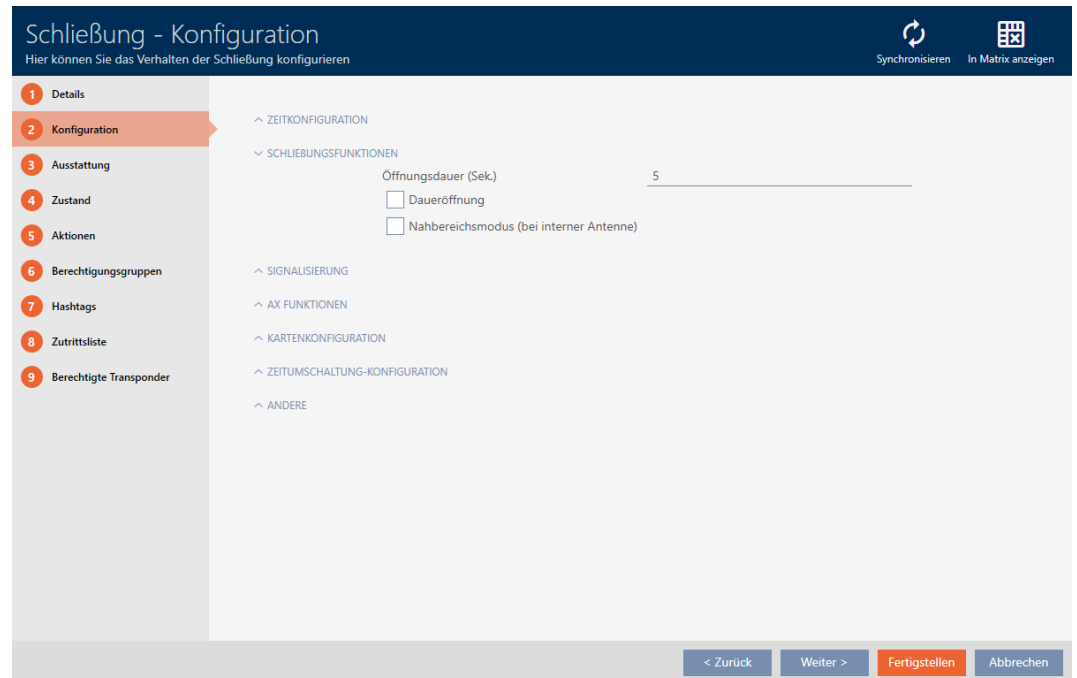 Schließung - Konfiguration
Hier können Sie das Verhalten der Schließung konfigurieren
Synchronisieren
In Matrix anzeigen
1 Details
2 Konfiguration
3 Ausstattung
4 Zustand
5 Aktionen
6 Berechtigungsgruppen
7 Hashtags
8 Zutrittsliste
9 Berechtigte Transponder
ZEITKONFIGURATION
SCHLIEßUNGSFUNKTIONEN
Öffnungsdauer (Sek.) 5
Daueröffnung
Nahbereichsmodus (bei interner Antenne)
SIGNALISIERUNG
AX FUNKTIONEN
KARTENKONFIGURATION
ZEITUMSCHALTUNG-KONFIGURATION
ANDERE
< Zurück
Weiter >
Fertigstellen
Abbrechen